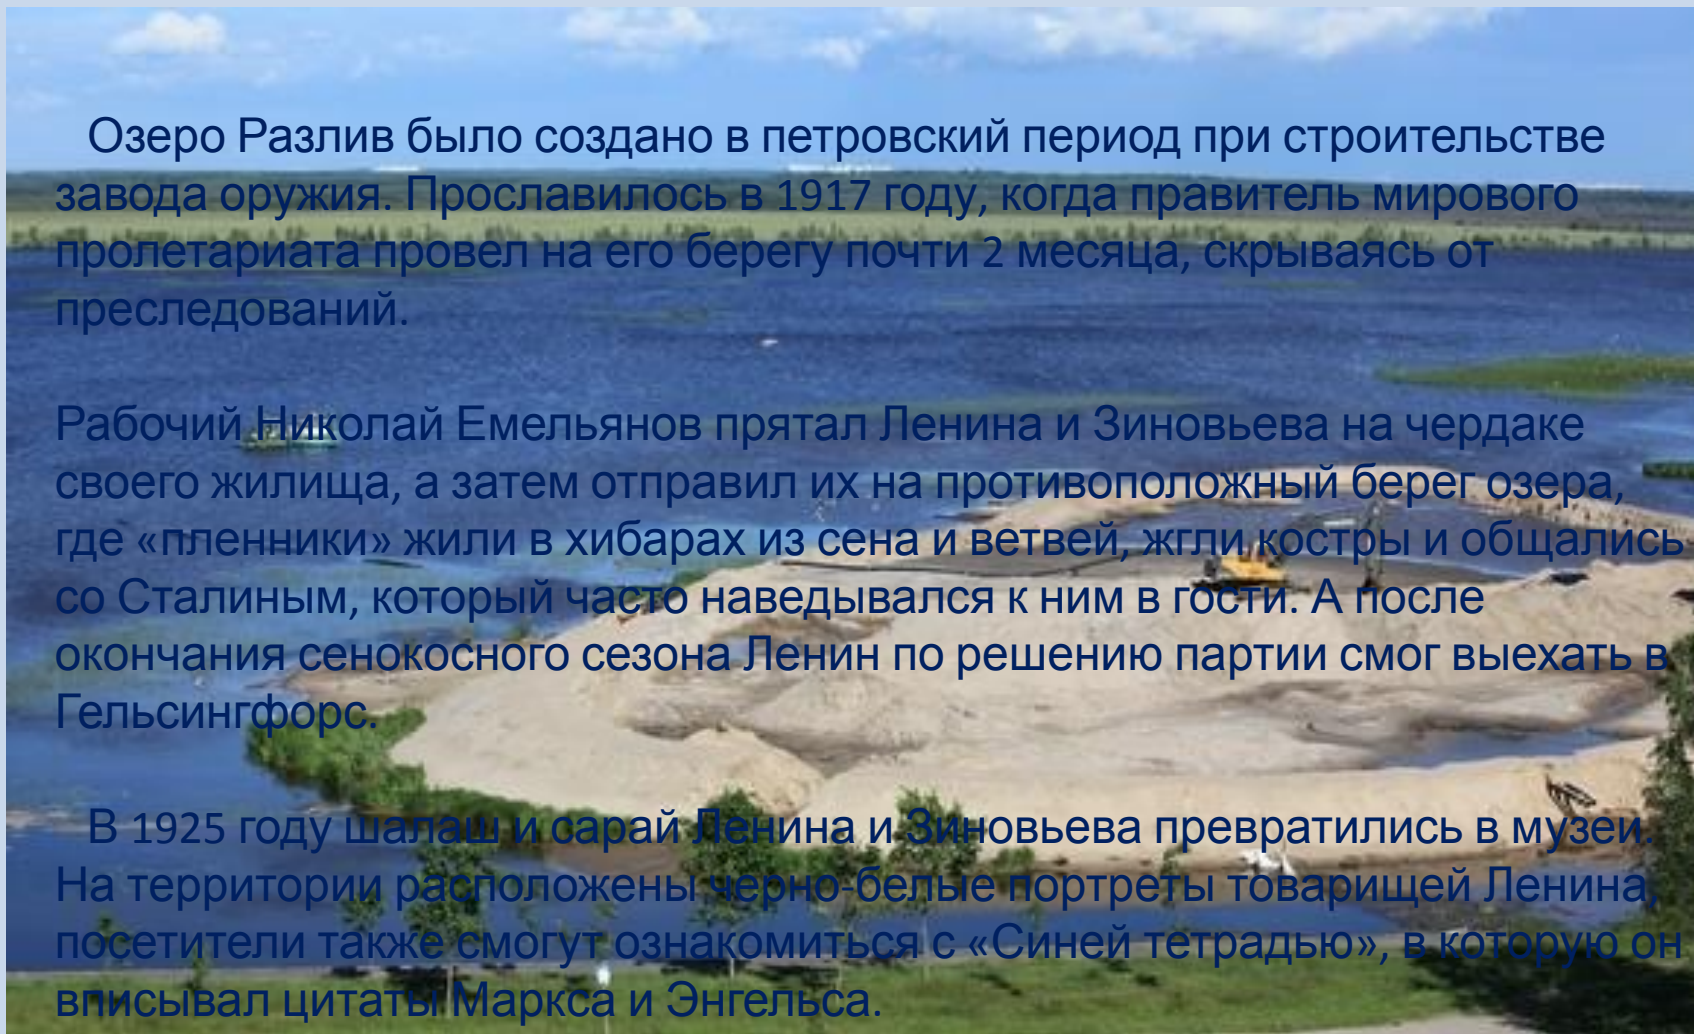 Озеро Разлив было создано в петровский период при строительстве
завода оружия. Прославилось в 1917 году, когда правитель мирового
пролетариата провел на его берегу почти 2 месяца, скрываясь от
преследований.
Рабочий Николай Емельянов прятал Ленина и Зиновьева на чердаке
своего жилища, а затем отправил их на противоположный берег озера,
где «пленники» жили в хибарах из сена и ветвей, жгли костры и общались
со Сталиным, который часто наведывался к ним в гости. А после
окончания сенокосного сезона Ленин по решению партии смог выехать в
Гельсингфорс.
В 1925 году шалаш и сарай Ленина и Зиновьева превратились в музеи.
На территории расположены черно-белые портреты товарищей Ленина,
посетители также смогут ознакомиться с «Синей тетрадью», в которую он
вписывал цитаты Маркса и Энгельса.